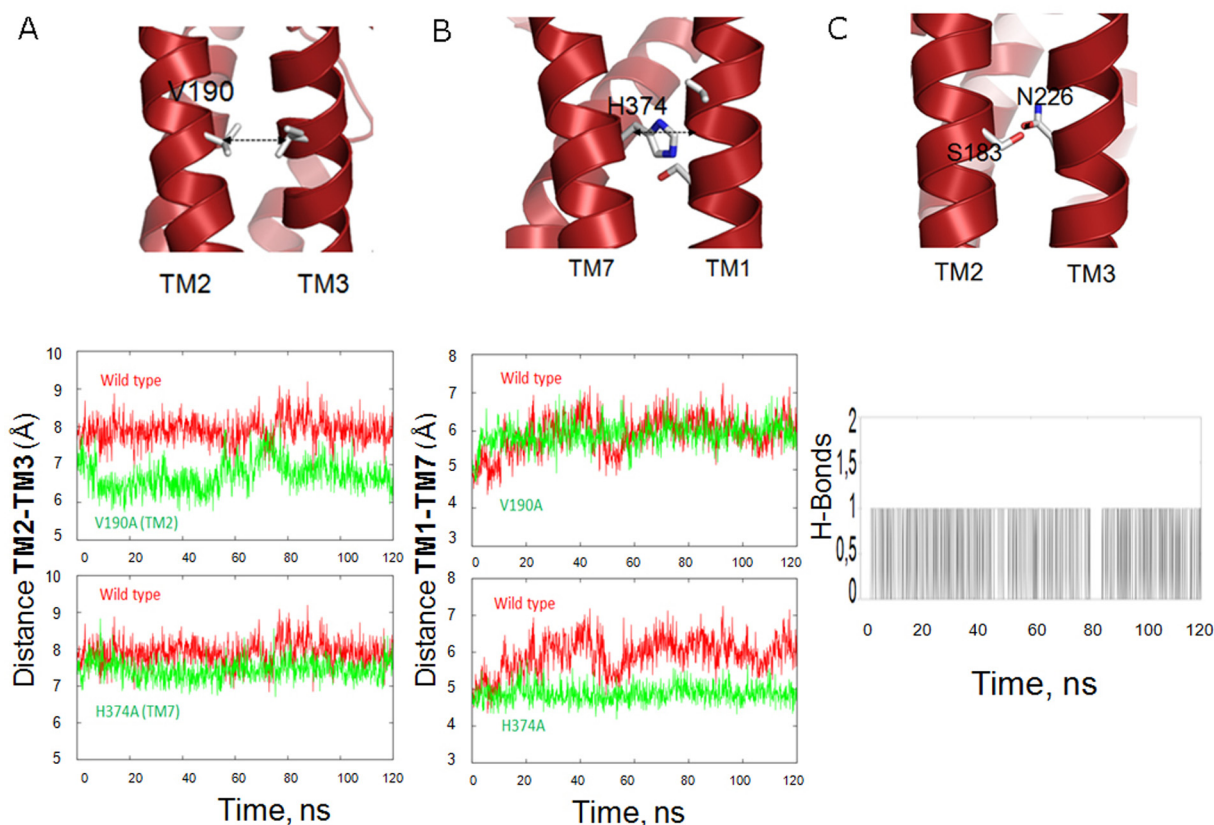 A
B
C
V190
H374
N226
S183
TM2
TM3
TM7
TM1
TM2
TM3
Distance TM2-TM3 (Å)
10
9
8
7
6
5
Wild type
V190A (TM2)
0 20 40 60 80 100 120
10
9
8
7
6
5
Wild type
H374A (TM7)
0 20 40 60 80 100 120
Time, ns
Distance TM1-TM7 (Å)
8
7
6
5
4
3
Wild type
V190A
0 20 40 60 80 100 120
8
7
6
5
4
3
Wild type
H374A
0 20 40 60 80 100 120
Time, ns
H-Bonds
2
1,5
1
0,5
0
0 20 40 60 80 100 120
Time, ns